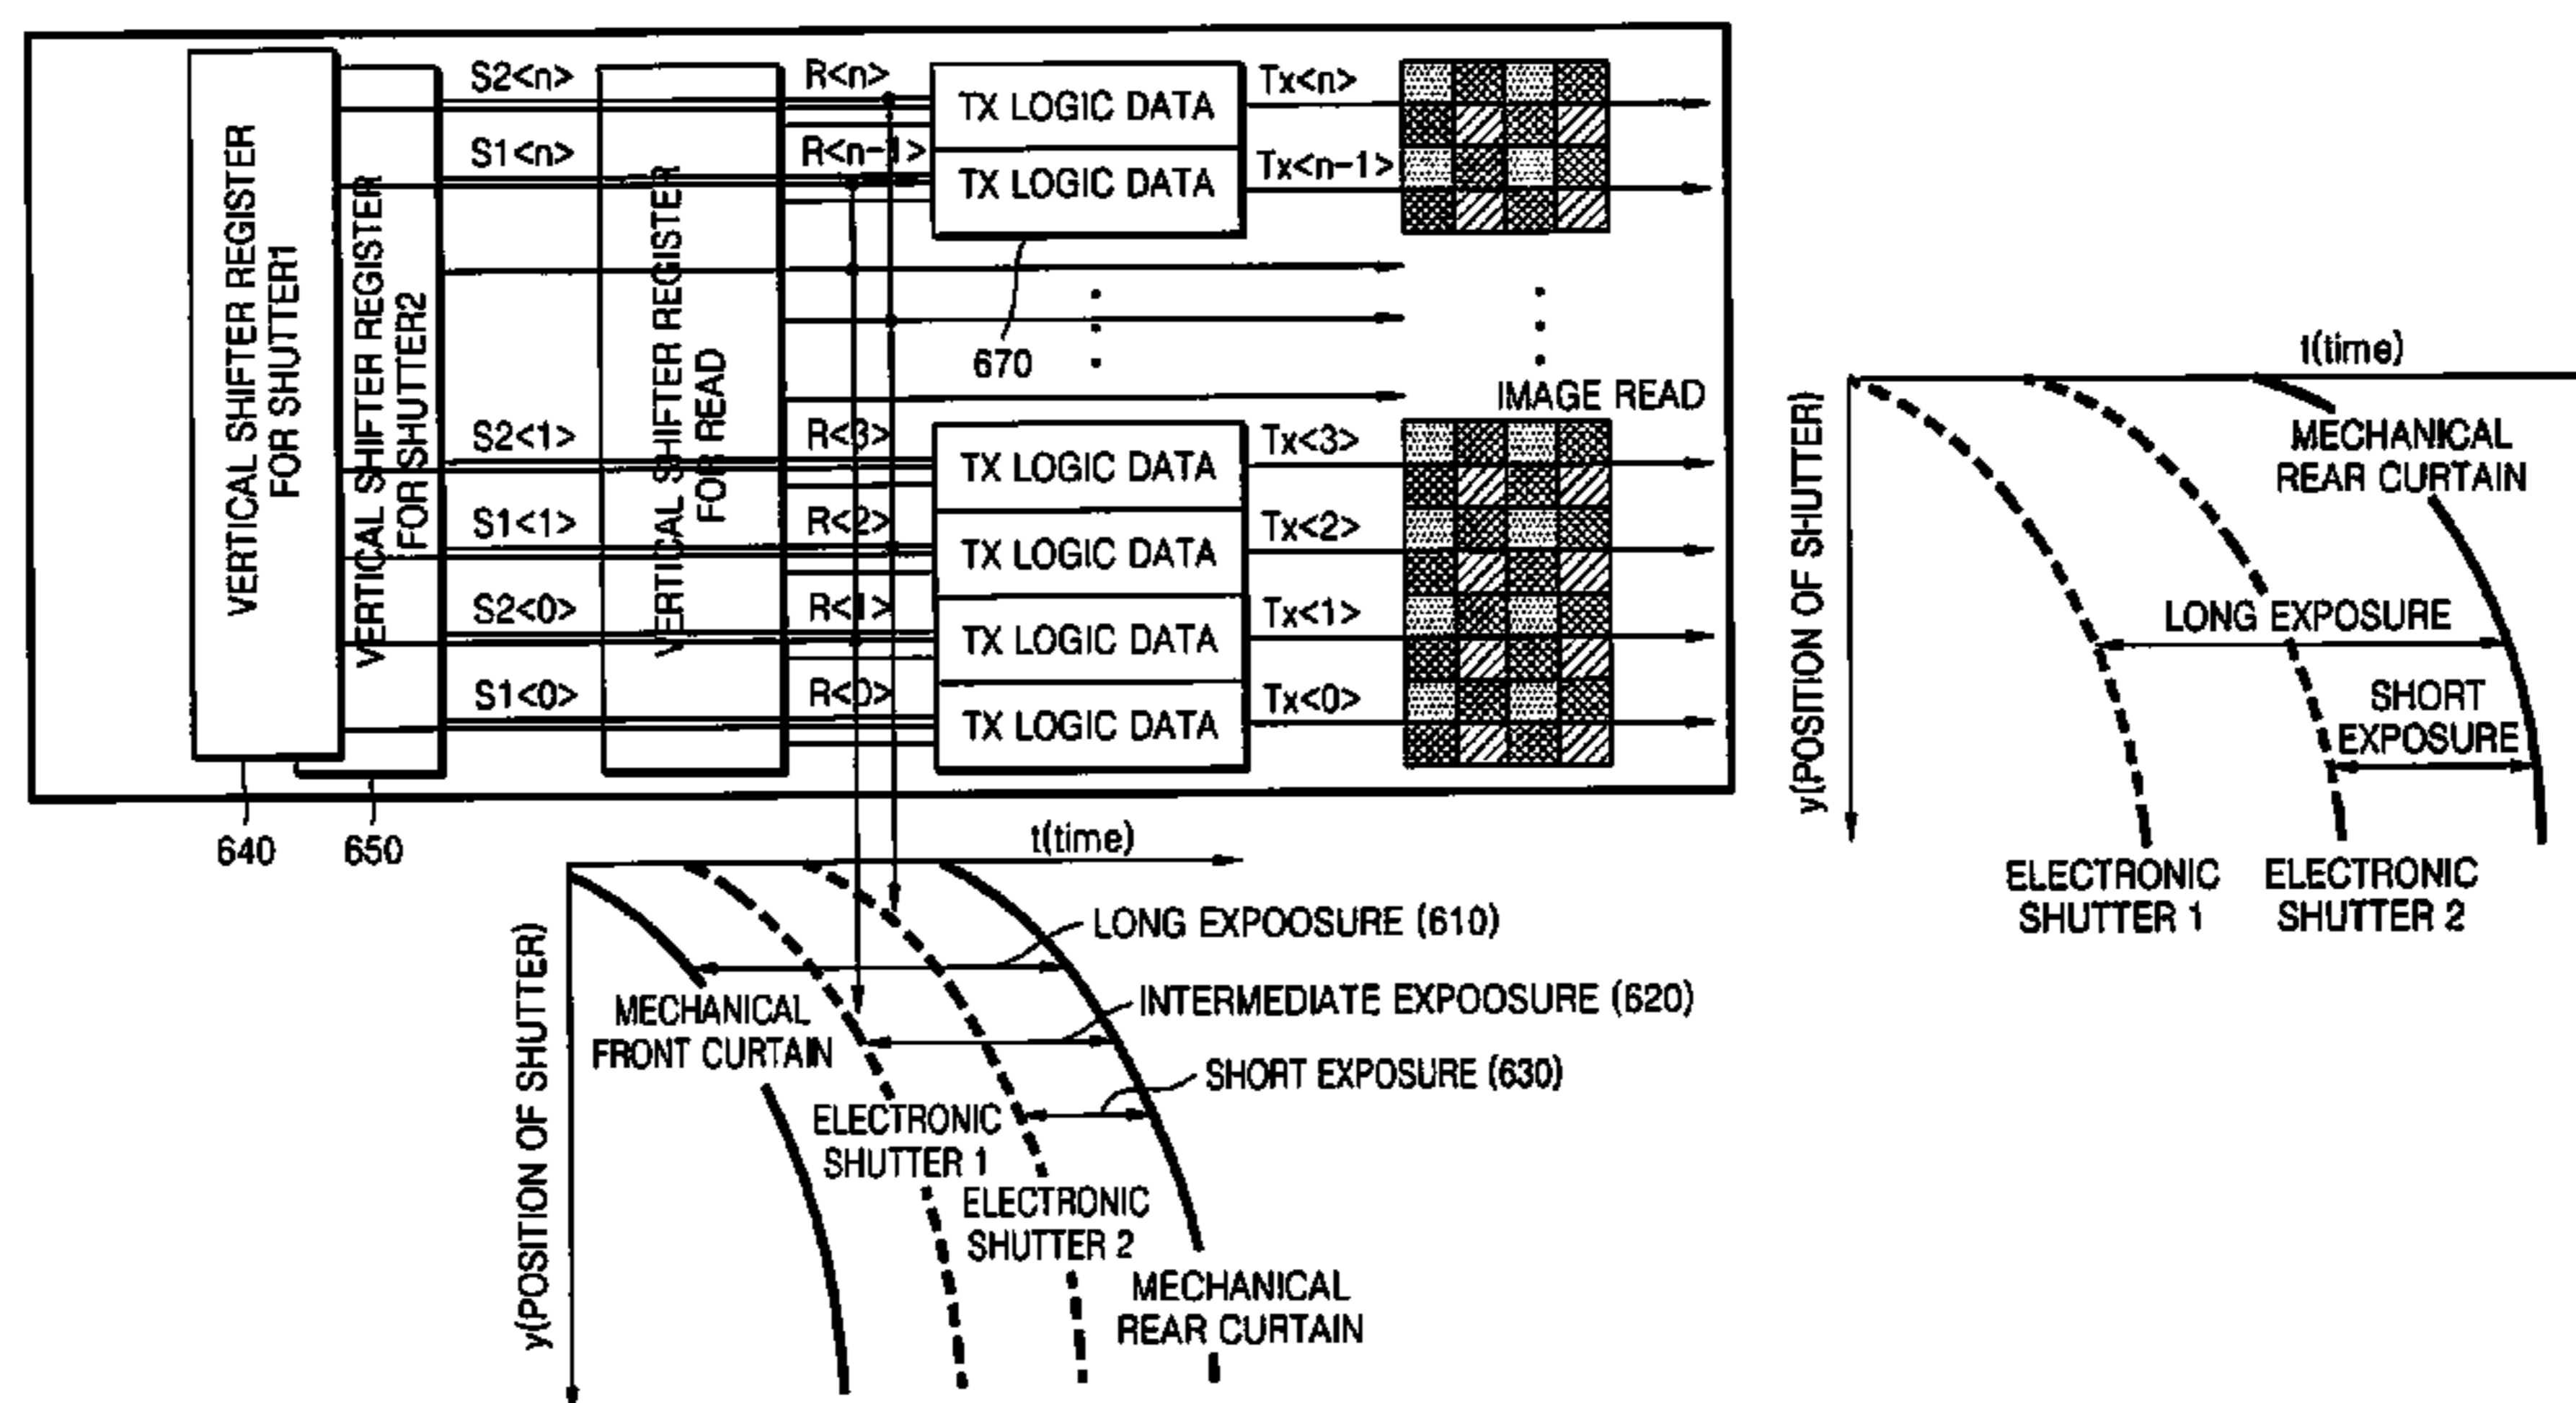 VERTICAL SHIFTER REGISTER
FOR SHUTTER1
VERTICAL SHIFTER REGISTER
FOR SHUTTER2
S2<n>
S1<n>
S2<1>
S1<1>
S2<0>
S1<0>
VERTICAL SHIFTER REGISTER
FOR READ
R<n>
R<n-1>
R<3>
R<2>
R<1>
R<0>
TX LOGIC DATA
TX LOGIC DATA
670
TX LOGIC DATA
TX LOGIC DATA
TX LOGIC DATA
TX LOGIC DATA
Tx<n>
Tx<n-1>
Tx<3>
Tx<2>
Tx<1>
Tx<0>
IMAGE READ
640
650
t(time)
y(POSITION OF SHUTTER)
LONG EXPOOSURE (610)
INTERMEDIATE EXPOOSURE (620)
SHORT EXPOSURE (630)
MECHANICAL
FRONT CURTAIN
ELECTRONIC
SHUTTER 1
ELECTRONIC
SHUTTER 2
MECHANICAL
REAR CURTAIN
t(time)
y(POSITION OF SHUTTER)
MECHANICAL
REAR CURTAIN
LONG EXPOSURE
SHORT
EXPOSURE
ELECTRONIC
SHUTTER 1
ELECTRONIC
SHUTTER 2